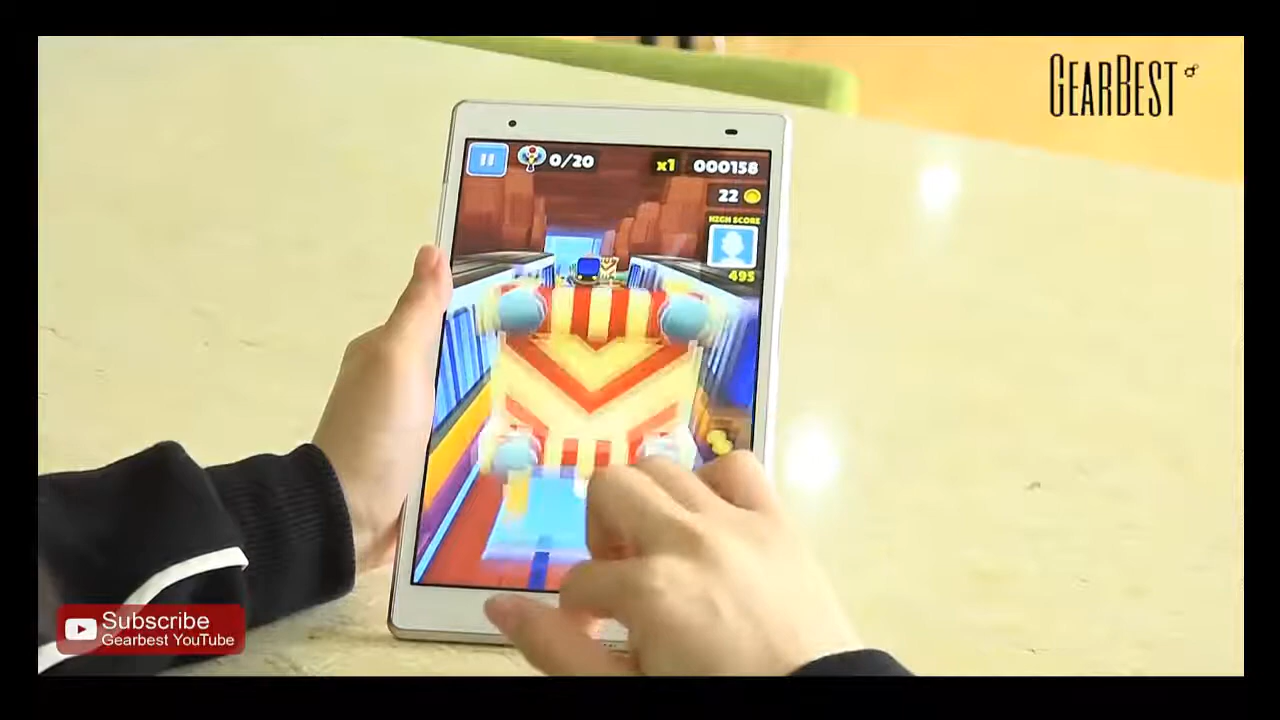 GEARBEST
0/20
x1 000158
22
HIGH SCORE
495
Subscribe
Gearbest YouTube